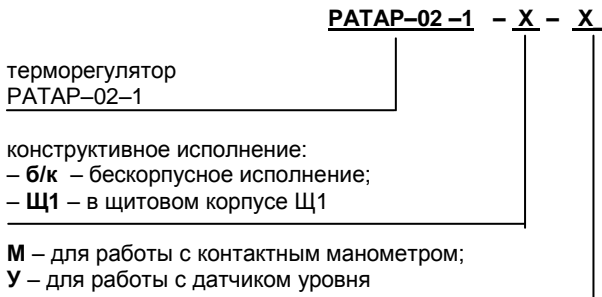 РАТАР–02 –1 – Х – Х
терморегулятор
РАТАР–02–1
конструктивное исполнение:
– б/к – бескорпусное исполнение;
– Щ1 – в щитовом корпусе Щ1
М – для работы с контактным манометром;
У – для работы с датчиком уровня